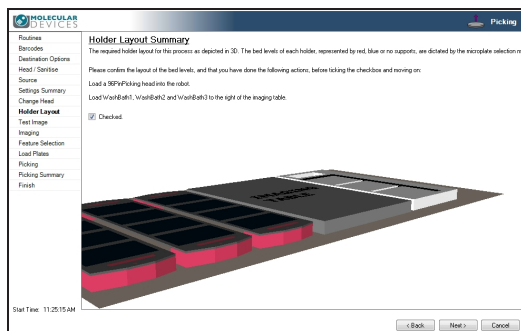 MOLECULAR
DEVICES
Picking
Routines
Barcodes
Destination Options
Head / Sanitise
Source
Settings Summary
Change Head
Holder Layout
Test Image
Imaging
Feature Selection
Load Plates
Picking
Picking Summary
Finish
Start Time: 11:25:15 AM
Holder Layout Summary
The required holder layout for this process as depicted in 3D. The bed levels of each holder, represented by red, blue or no supports, are dictated by the microplate selection m
Please confirm the layout of the bed levels, and that you have done the following actions, before ticking the checkbox and moving on:
Load a 96PinPicking head into the robot.
Load WashBath1, WashBath2 and WashBath3 to the right of the imaging table.
Checked.
IMAGING
TABLE
< Back
Next >
Cancel